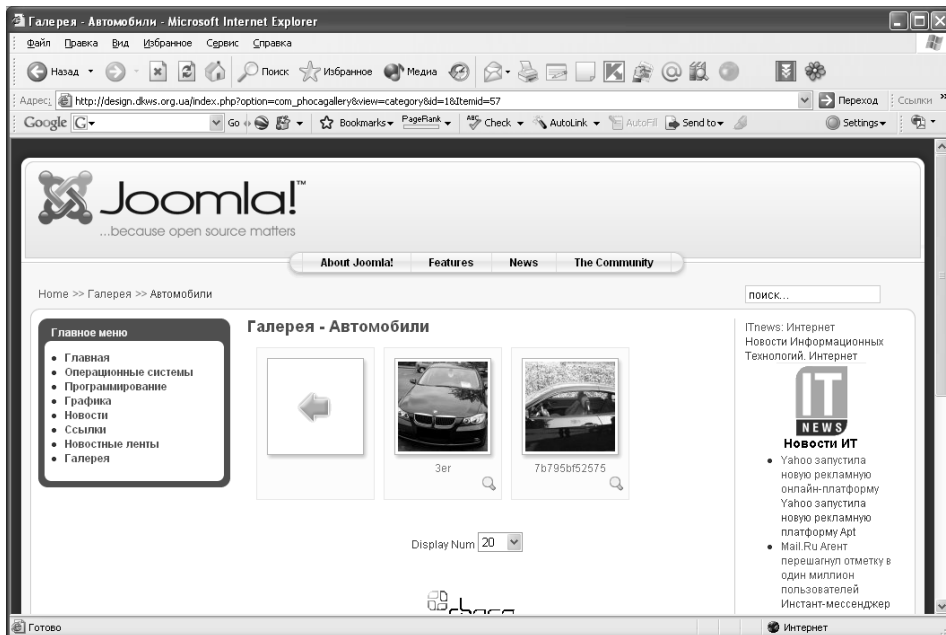 Галерея - Автомобили - Microsoft Internet Explorer
Файл Правка Вид Избранное Сервис Справка
Назад Поиск Избранное Медиа
Адрес: http://design.dkws.org.ua/index.php?option=com_phocagallery&view=category&id=1&Itemid=57 Переход Ссылки »
Google G Go Bookmarks PageRank ABC Check AutoLink AutoFill Send to Settings
Joomla!™
...because open source matters
About Joomla! Features News The Community
Home >> Галерея >> Автомобили поиск...
Главное меню
Главная
Операционные системы
Программирование
Графика
Новости
Ссылки
Новостные ленты
Галерея
Галерея - Автомобили
3er 7b795bf52575
Display Num 20
ITnews: Интернет
Новости Информационных
Технологий. Интернет
IT
NEWS
Новости ИТ
Yahoo запустила
новую рекламную
онлайн-платформу
Yahoo запустила
новую рекламную
платформу Apt
Mail.Ru Агент
перешагнул отметку в
один миллион
пользователей
Инстант-мессенджер
Готово Интернет